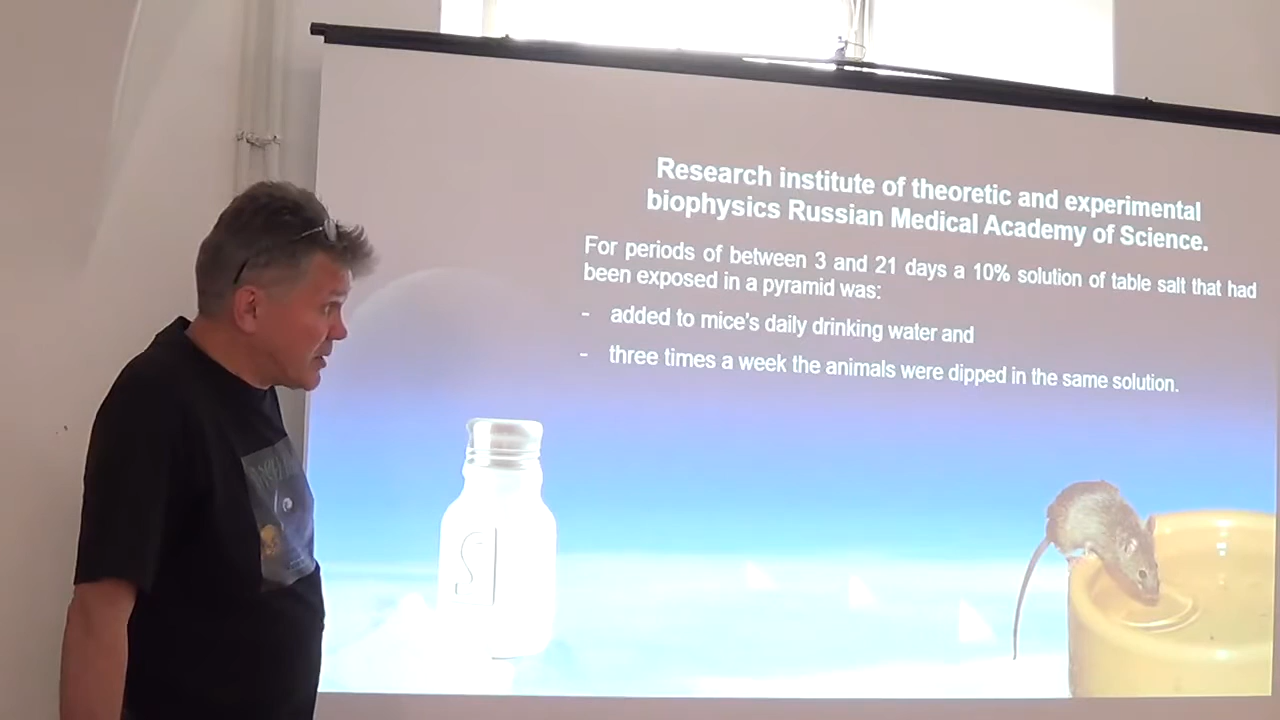 Research institute of theoretic and experimental
biophysics Russian Medical Academy of Science.
For periods of between 3 and 21 days a 10% solution of table salt that had
been exposed in a pyramid was:
- added to mice's daily drinking water and
- three times a week the animals were dipped in the same solution.
S